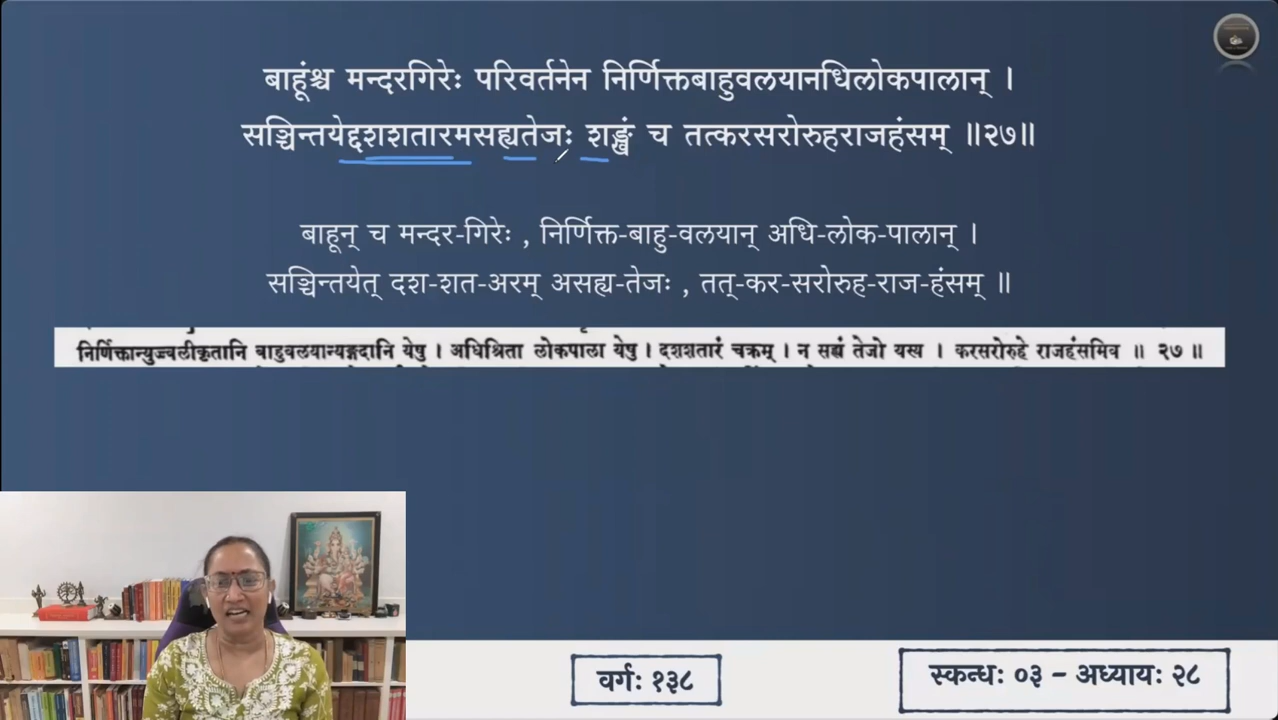 बाहूंश्च मन्दरगिरेः परिवर्तनेन निर्णिक्तबाहुवलयानधिलोकपालान् ।
सञ्चिन्तयेद्दशशतारमसह्यतेजः शङ्खं च तत्करसरोरुहराजहंसम् ॥२७॥
बाहून् च मन्दर-गिरेः , निर्णिक्त-बाहु-वलयान् अधि-लोक-पालान् ।
सञ्चिन्तयेत् दश-शत-अरम् असह्य-तेजः , तत्-कर-सरोरुह-राज-हंसम् ॥
निर्णिक्तान्युज्वलीकृतानि बाहुवलयान्यङ्गदानि येषु । अधिश्रिता लोकपाला येषु । दशशतारं चक्रम् । न सह्यं तेजो यस्य । करसरोरुहे राजहंसमिव ॥ २७ ॥
वर्गः १३८
स्कन्धः ०३ – अध्यायः २८